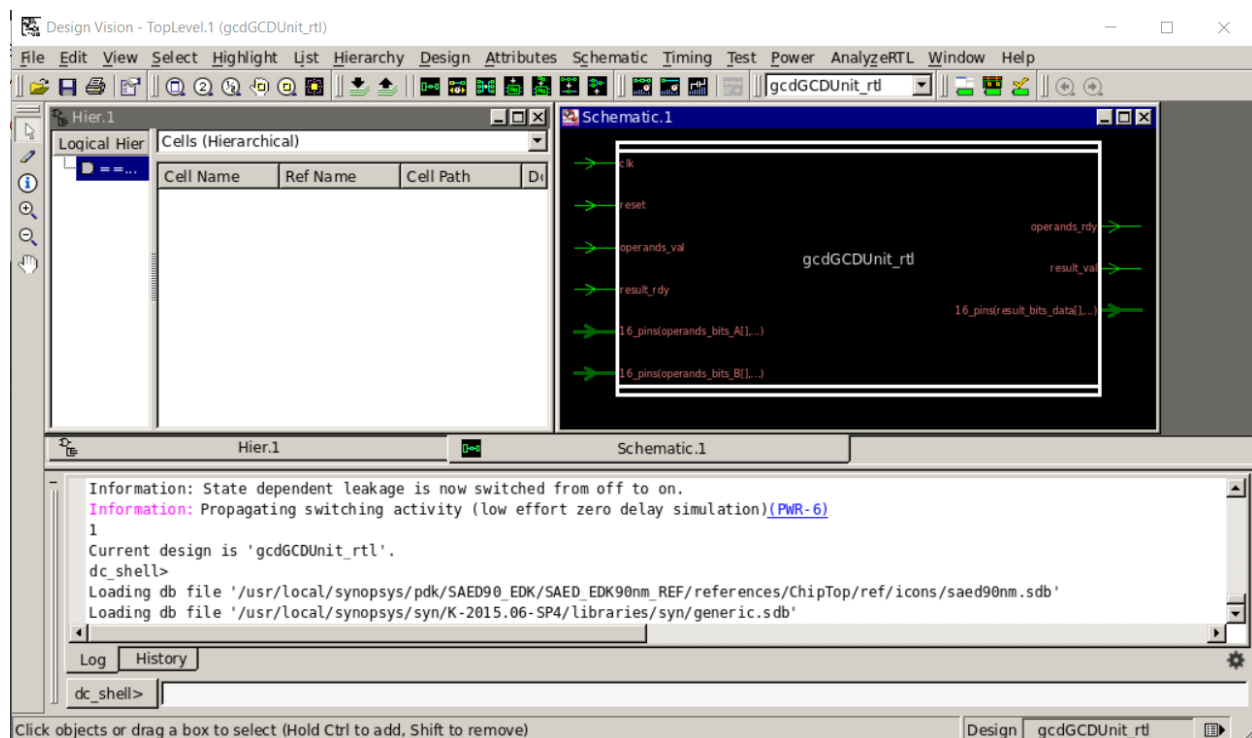 Design Vision - TopLevel.1 (gcdGCDUnit_rtl)
File Edit View Select Highlight List Hierarchy Design Attributes Schematic Timing Test Power AnalyzeRTL Window Help
gcdGCDUnit_rtl
Hier.1
Logical Hier
Cells (Hierarchical)
==...
Cell Name Ref Name Cell Path
Schematic.1
clk
reset
operands_val
result_rdy
16_pins(operands_bits_A[],...)
16_pins(operands_bits_B[],...)
gcdGCDUnit_rtl
operands_rdy
result_val
16_pins(result_bits_data[],...)
Hier.1
Schematic.1
Information: State dependent leakage is now switched from off to on.
Information: Propagating switching activity (low effort zero delay simulation)(PWR-6)
1
Current design is 'gcdGCDUnit_rtl'.
dc_shell>
Loading db file '/usr/local/synopsys/pdk/SAED90_EDK/SAED_EDK90nm_REF/references/ChipTop/ref/icons/saed90nm.sdb'
Loading db file '/usr/local/synopsys/syn/K-2015.06-SP4/libraries/syn/generic.sdb'
Log History
dc_shell>
Click objects or drag a box to select (Hold Ctrl to add, Shift to remove)
Design gcdGCDUnit_rtl